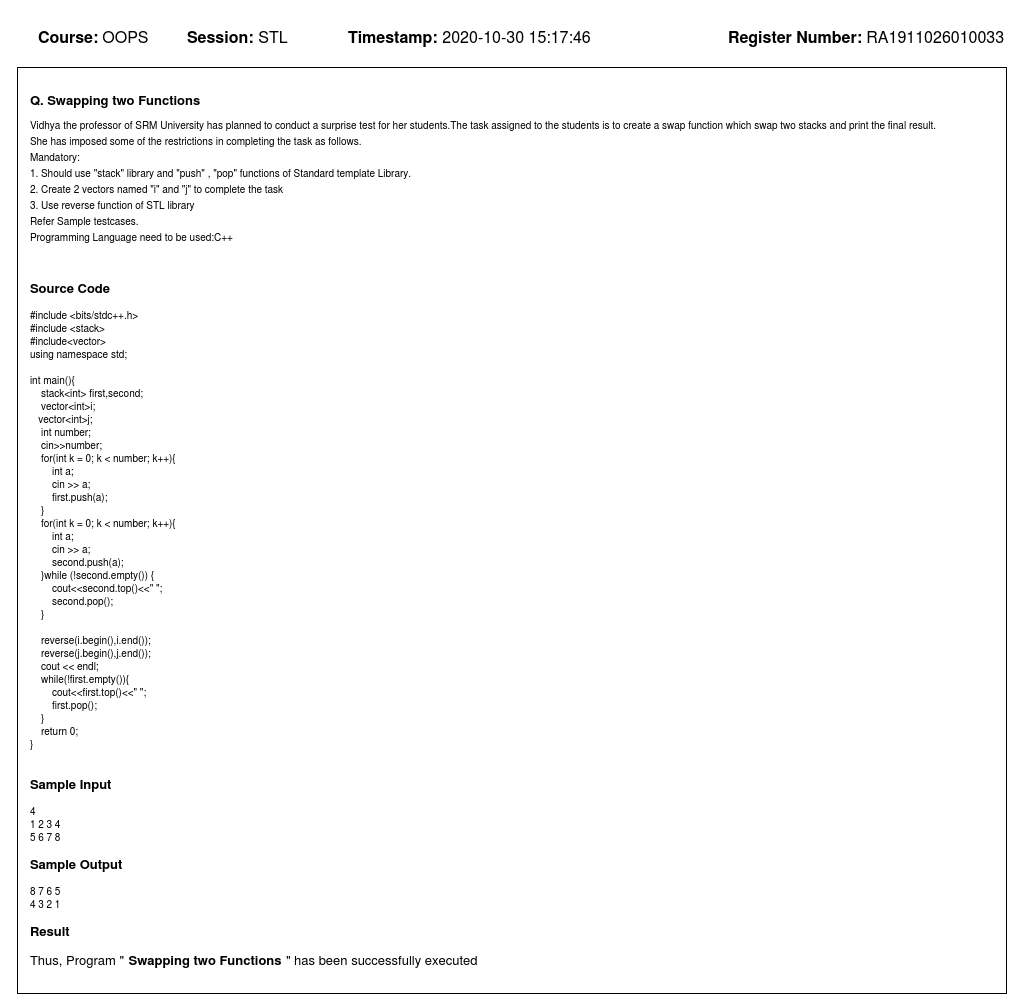 Course: OOPS Session: STL Timestamp: 2020-10-30 15:17:46 Register Number: RA1911026010033
Q. Swapping two Functions
Vidhya the professor of SRM University has planned to conduct a surprise test for her students.The task assigned to the students is to create a swap function which swap two stacks and print the final result.
She has imposed some of the restrictions in completing the task as follows.
Mandatory:
1. Should use "stack" library and "push" , "pop" functions of Standard template Library.
2. Create 2 vectors named "i" and "j" to complete the task
3. Use reverse function of STL library
Refer Sample testcases.
Programming Language need to be used:C++
Source Code
#include <bits/stdc++.h>
#include <stack>
#include<vector>
using namespace std;
int main(){
stack<int> first,second;
vector<int>i;
vector<int>j;
int number;
cin>>number;
for(int k = 0; k < number; k++){
int a;
cin >> a;
first.push(a);
}
for(int k = 0; k < number; k++){
int a;
cin >> a;
second.push(a);
}while (!second.empty()) {
cout<<second.top()<<" ";
second.pop();
}
reverse(i.begin(),i.end());
reverse(j.begin(),j.end());
cout << endl;
while(!first.empty()){
cout<<first.top()<<" ";
first.pop();
}
return 0;
}
Sample Input
4
1 2 3 4
5 6 7 8
Sample Output
8 7 6 5
4 3 2 1
Result
Thus, Program " Swapping two Functions " has been successfully executed